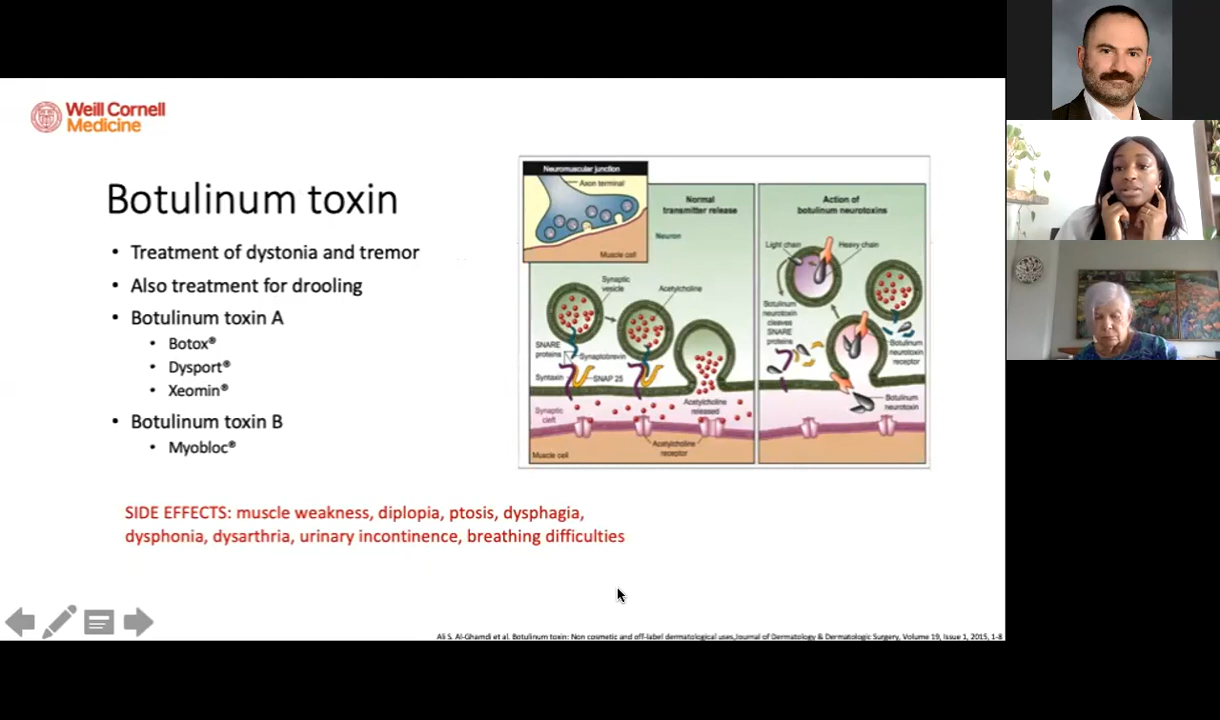 Weill Cornell
Medicine
Botulinum toxin
• Treatment of dystonia and tremor
• Also treatment for drooling
• Botulinum toxin A
• Botox®
• Dysport®
• Xeomin®
• Botulinum toxin B
• Myobloc®
SIDE EFFECTS: muscle weakness, diplopia, ptosis, dysphagia,
dysphonia, dysarthria, urinary incontinence, breathing difficulties
Neuromuscular junction
Axon terminal
Muscle cell
Normal
transmitter release
Neuron
Synaptic
vesicle
Acetylcholine
SNARE
proteins
Synaptobrevin
Syntaxin
SNAP 25
Synaptic
cleft
Acetylcholine
released
Acetylcholine
receptor
Muscle cell
Action of
botulinum neurotoxins
Light chain
Heavy chain
Botulinum
neurotoxin
cleaves
SNARE
proteins
Botulinum
neurotoxin
receptor
Botulinum
neurotoxin
Ali S. Al-Ghamdi et al. Botulinum toxin: Non cosmetic and off-label dermatological uses,Journal of Dermatology & Dermatologic Surgery, Volume 19, Issue 1, 2015, 1-8